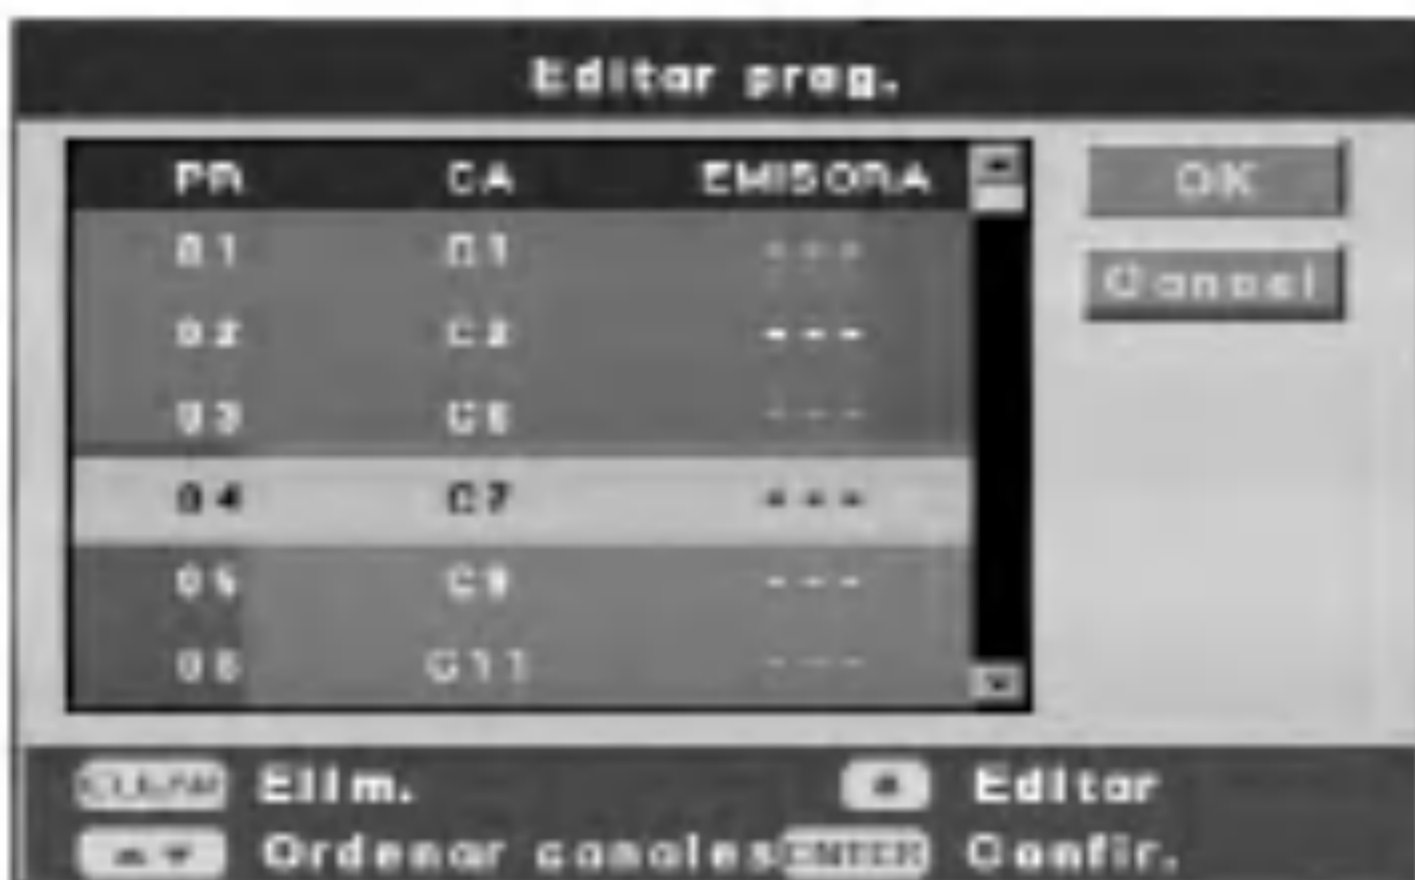 Editar prog.
PR CA EMISORA
01 C1 ---
02 C2 ---
03 ---
04 C7 ---
05 C9 ---
06 C11 ---
OK
Cancel
CLEAR Elim.
Editar
Ordenar canales ENTER Confir.